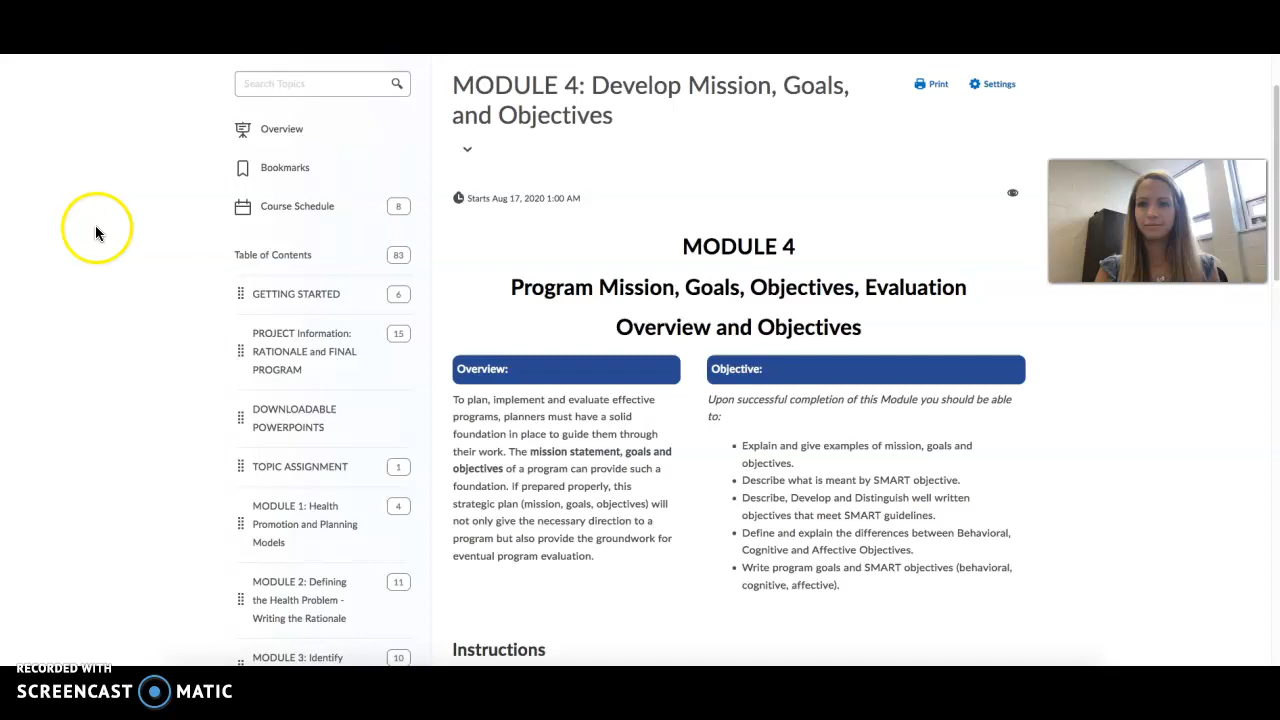 Search Topics
Overview
Bookmarks
Course Schedule 8
Table of Contents 83
GETTING STARTED 6
PROJECT Information: 15
RATIONALE and FINAL
PROGRAM
DOWNLOADABLE
POWERPOINTS
TOPIC ASSIGNMENT 1
MODULE 1: Health 4
Promotion and Planning
Models
MODULE 2: Defining 11
the Health Problem -
Writing the Rationale
MODULE 3: Identify 10
MODULE 4: Develop Mission, Goals,
and Objectives
Print
Settings
Starts Aug 17, 2020 1:00 AM
MODULE 4
Program Mission, Goals, Objectives, Evaluation
Overview and Objectives
Overview:
To plan, implement and evaluate effective
programs, planners must have a solid
foundation in place to guide them through
their work. The mission statement, goals and
objectives of a program can provide such a
foundation. If prepared properly, this
strategic plan (mission, goals, objectives) will
not only give the necessary direction to a
program but also provide the groundwork for
eventual program evaluation.
Objective:
Upon successful completion of this Module you should be able
to:
• Explain and give examples of mission, goals and
objectives.
• Describe what is meant by SMART objective.
• Describe, Develop and Distinguish well written
objectives that meet SMART guidelines.
• Define and explain the differences between Behavioral,
Cognitive and Affective Objectives.
• Write program goals and SMART objectives (behavioral,
cognitive, affective).
Instructions
RECORDED WITH
SCREENCAST MATIC